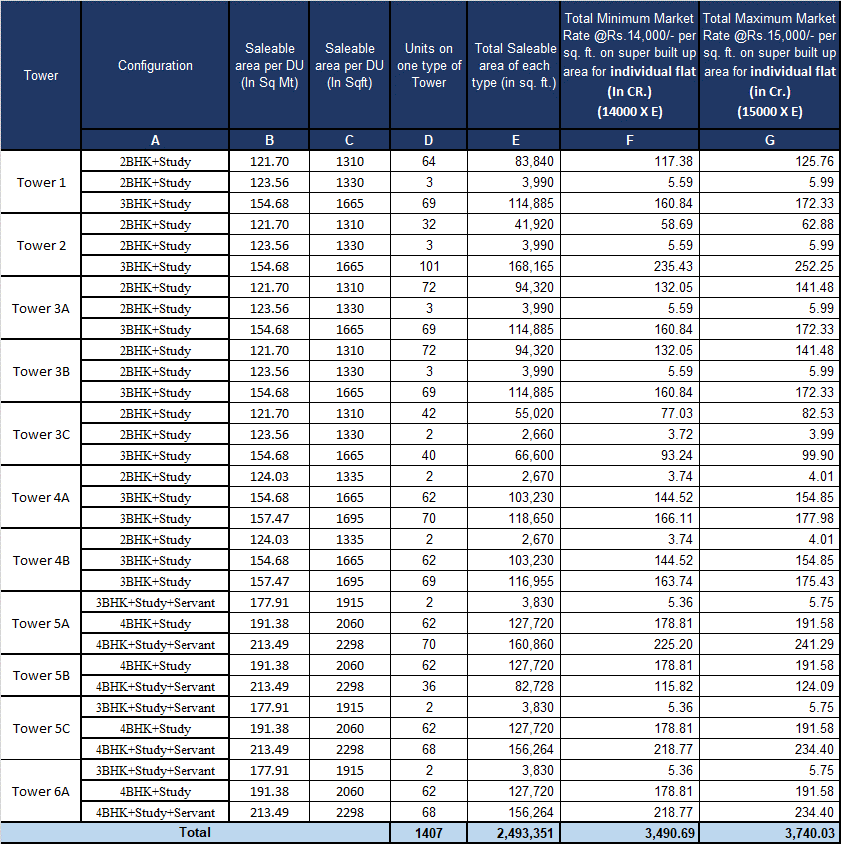 Tower | Configuration | Saleable area per DU (In Sq Mt) | Saleable area per DU (In Sqft) | Units on one type of Tower | Total Saleable area of each type (in sq. ft.) | Total Minimum Market Rate @Rs.14,000/- per sq. ft. on super built up area for individual flat (In CR.) (14000 X E) | Total Maximum Market Rate @Rs.15,000/- per sq. ft. on super built up area for individual flat (in Cr.) (15000 X E)
A | B | C | D | E | F | G
Tower 1 | 2BHK+Study | 121.70 | 1310 | 64 | 83,840 | 117.38 | 125.76
2BHK+Study | 123.56 | 1330 | 3 | 3,990 | 5.59 | 5.99
3BHK+Study | 154.68 | 1665 | 69 | 114,885 | 160.84 | 172.33
Tower 2 | 2BHK+Study | 121.70 | 1310 | 32 | 41,920 | 58.69 | 62.88
2BHK+Study | 123.56 | 1330 | 3 | 3,990 | 5.59 | 5.99
3BHK+Study | 154.68 | 1665 | 101 | 168,165 | 235.43 | 252.25
Tower 3A | 2BHK+Study | 121.70 | 1310 | 72 | 94,320 | 132.05 | 141.48
2BHK+Study | 123.56 | 1330 | 3 | 3,990 | 5.59 | 5.99
3BHK+Study | 154.68 | 1665 | 69 | 114,885 | 160.84 | 172.33
Tower 3B | 2BHK+Study | 121.70 | 1310 | 72 | 94,320 | 132.05 | 141.48
2BHK+Study | 123.56 | 1330 | 3 | 3,990 | 5.59 | 5.99
3BHK+Study | 154.68 | 1665 | 69 | 114,885 | 160.84 | 172.33
Tower 3C | 2BHK+Study | 121.70 | 1310 | 42 | 55,020 | 77.03 | 82.53
2BHK+Study | 123.56 | 1330 | 2 | 2,660 | 3.72 | 3.99
3BHK+Study | 154.68 | 1665 | 40 | 66,600 | 93.24 | 99.90
Tower 4A | 2BHK+Study | 124.03 | 1335 | 2 | 2,670 | 3.74 | 4.01
3BHK+Study | 154.68 | 1665 | 62 | 103,230 | 144.52 | 154.85
3BHK+Study | 157.47 | 1695 | 70 | 118,650 | 166.11 | 177.98
Tower 4B | 2BHK+Study | 124.03 | 1335 | 2 | 2,670 | 3.74 | 4.01
3BHK+Study | 154.68 | 1665 | 62 | 103,230 | 144.52 | 154.85
3BHK+Study | 157.47 | 1695 | 69 | 116,955 | 163.74 | 175.43
Tower 5A | 3BHK+Study+Servant | 177.91 | 1915 | 2 | 3,830 | 5.36 | 5.75
4BHK+Study | 191.38 | 2060 | 62 | 127,720 | 178.81 | 191.58
4BHK+Study+Servant | 213.49 | 2298 | 70 | 160,860 | 225.20 | 241.29
Tower 5B | 4BHK+Study | 191.38 | 2060 | 62 | 127,720 | 178.81 | 191.58
4BHK+Study+Servant | 213.49 | 2298 | 36 | 82,728 | 115.82 | 124.09
Tower 5C | 3BHK+Study+Servant | 177.91 | 1915 | 2 | 3,830 | 5.36 | 5.75
4BHK+Study | 191.38 | 2060 | 62 | 127,720 | 178.81 | 191.58
4BHK+Study+Servant | 213.49 | 2298 | 68 | 156,264 | 218.77 | 234.40
Tower 6A | 3BHK+Study+Servant | 177.91 | 1915 | 2 | 3,830 | 5.36 | 5.75
4BHK+Study | 191.38 | 2060 | 62 | 127,720 | 178.81 | 191.58
4BHK+Study+Servant | 213.49 | 2298 | 68 | 156,264 | 218.77 | 234.40
Total | 1407 | 2,493,351 | 3,490.69 | 3,740.03